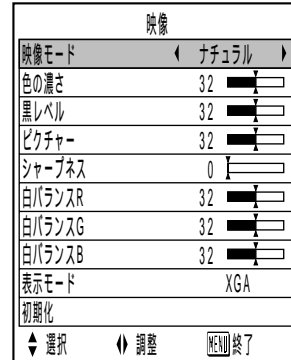 映像
映像モード ナチュラル
色の濃さ 32
黒レベル 32
ピクチャー 32
シャープネス 0
白バランスR 32
白バランスG 32
白バランスB 32
表示モード XGA
初期化
選択 調整 MENU 終了